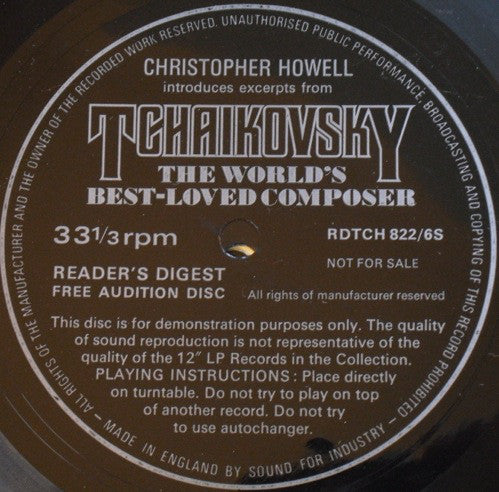 ALL RIGHTS OF THE MANUFACTURER AND THE OWNER OF THE RECORDED WORK RESERVED. UNAUTHORISED PUBLIC PERFORMANCE BROADCASTING AND COPYING OF THIS RECORD PROHIBITED –
CHRISTOPHER HOWELL
introduces excerpts from
TCHAIKOVSKY
THE WORLD'S
BEST-LOVED COMPOSER
33 1/3 rpm
RDTCH 822/6S
READER'S DIGEST
FREE AUDITION DISC
NOT FOR SALE
All rights of manufacturer reserved
This disc is for demonstration purposes only. The quality
of sound reproduction is not representative of the
quality of the 12″ LP Records in the Collection.
PLAYING INSTRUCTIONS : Place directly
on turntable. Do not try to play on top
of another record. Do not try
to use autochanger.
– MADE IN ENGLAND BY SOUND FOR INDUSTRY –